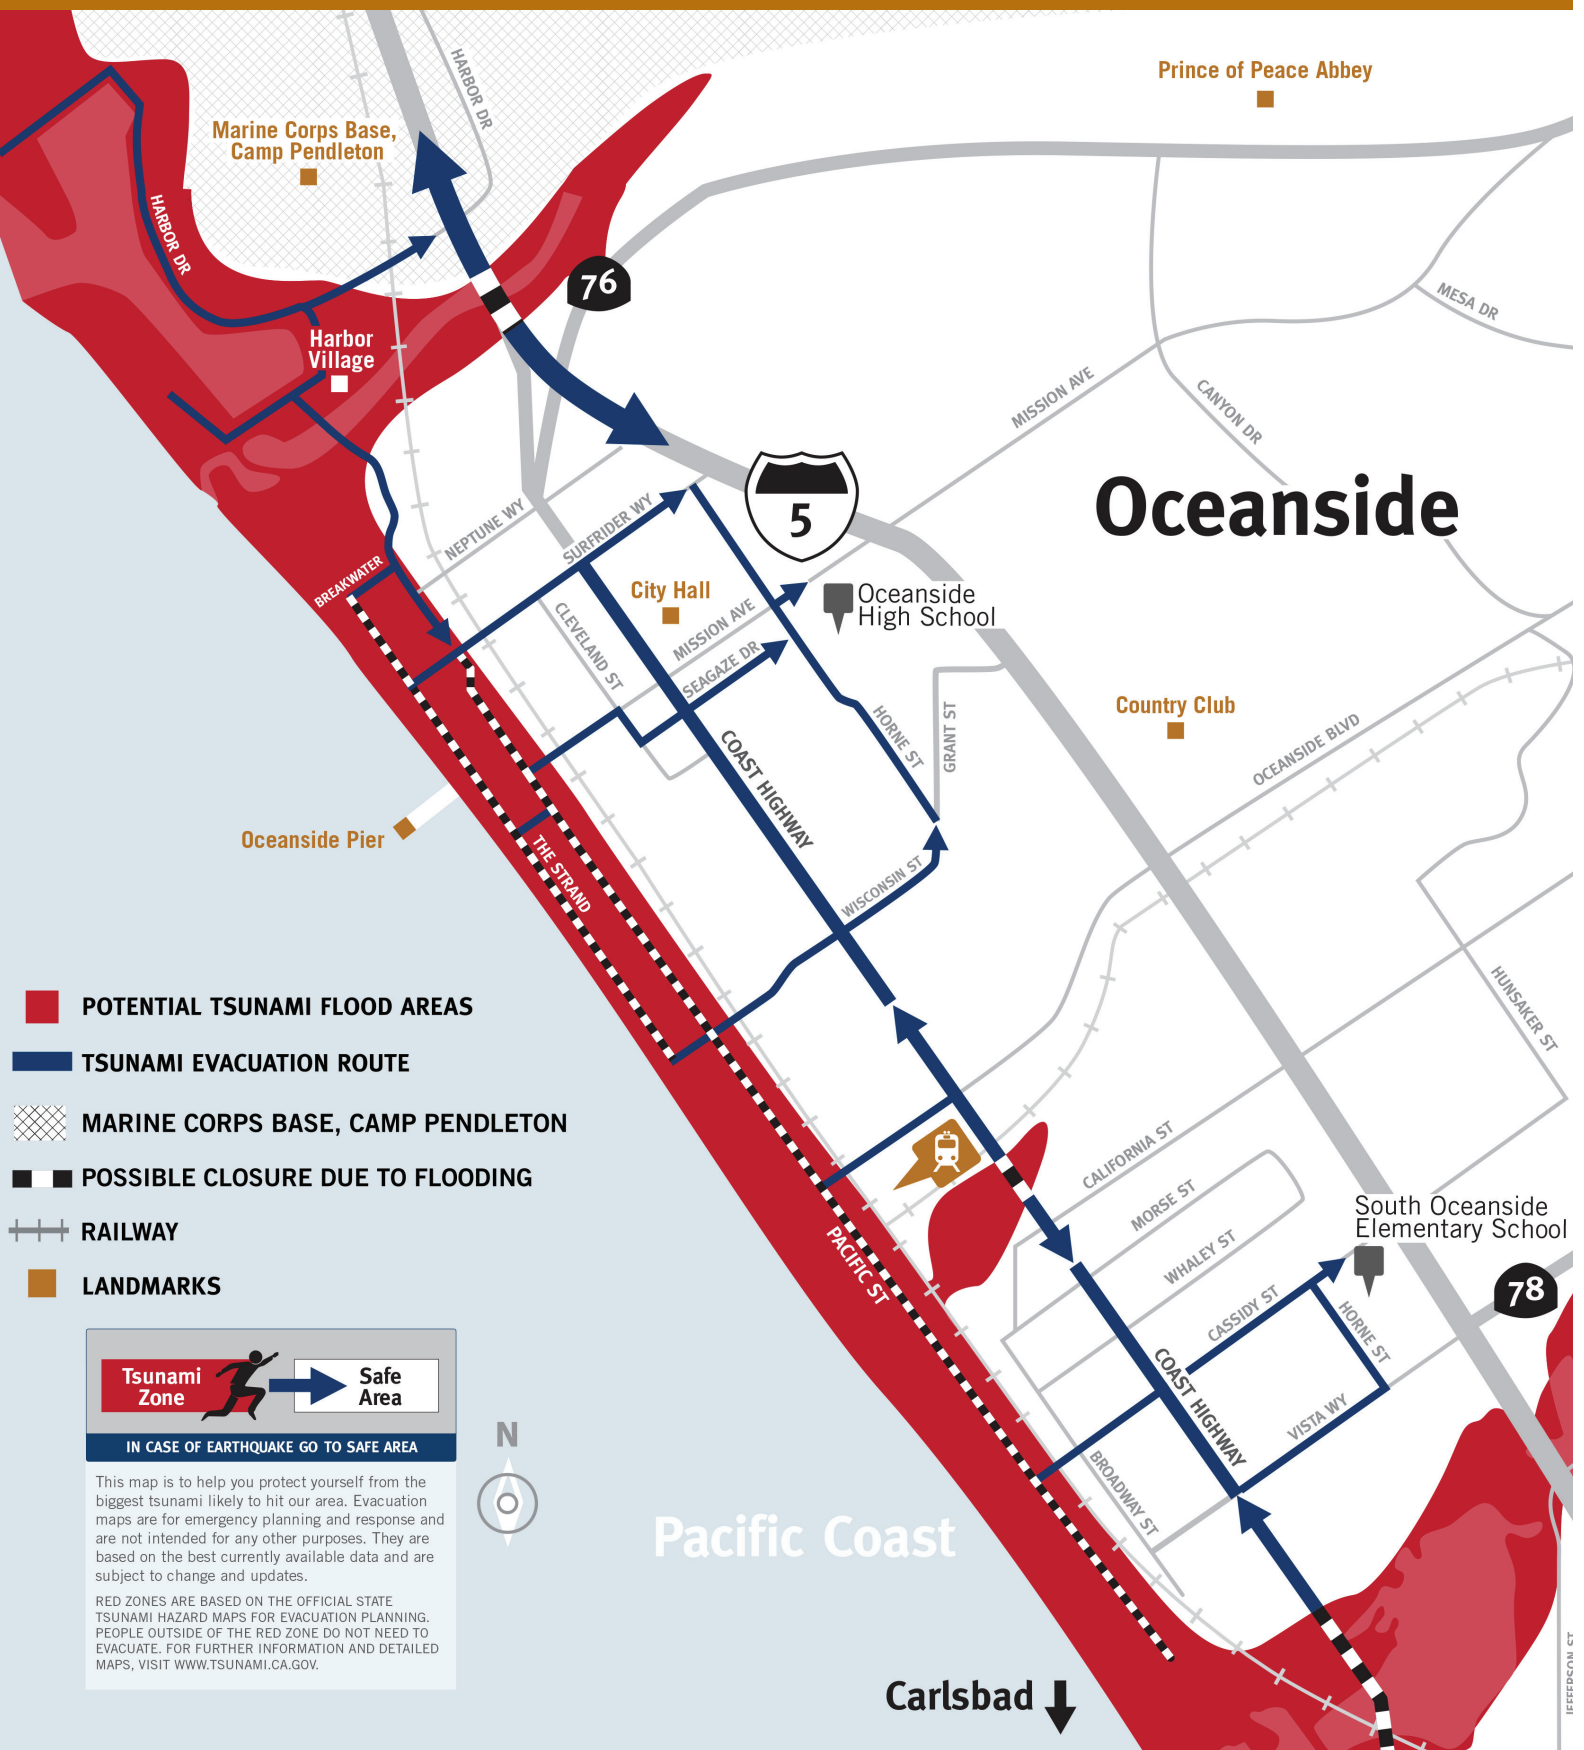 HARBOR DR
Prince of Peace Abbey
Marine Corps Base,
Camp Pendleton
HARBOR DR
76
Harbor
Village
MESA DR
MISSION AVE
CANYON DR
Oceanside
5
NEPTUNE WY
SURFRIDER WY
BREAKWATER
City Hall
Oceanside
High School
CLEVELAND ST
MISSION AVE
SEAGAZE DR
HORNE ST
GRANT ST
Country Club
OCEANSIDE BLVD
COAST HIGHWAY
Oceanside Pier
THE STRAND
WISCONSIN ST
HUNSAKER ST
POTENTIAL TSUNAMI FLOOD AREAS
TSUNAMI EVACUATION ROUTE
MARINE CORPS BASE, CAMP PENDLETON
POSSIBLE CLOSURE DUE TO FLOODING
RAILWAY
LANDMARKS
CALIFORNIA ST
MORSE ST
WHALEY ST
South Oceanside
Elementary School
PACIFIC ST
CASSIDY ST
HORNE ST
78
COAST HIGHWAY
VISTA WY
BROADWAY ST
Tsunami
Zone
Safe
Area
IN CASE OF EARTHQUAKE GO TO SAFE AREA
This map is to help you protect yourself from the
biggest tsunami likely to hit our area. Evacuation
maps are for emergency planning and response and
are not intended for any other purposes. They are
based on the best currently available data and are
subject to change and updates.
RED ZONES ARE BASED ON THE OFFICIAL STATE
TSUNAMI HAZARD MAPS FOR EVACUATION PLANNING.
PEOPLE OUTSIDE OF THE RED ZONE DO NOT NEED TO
EVACUATE. FOR FURTHER INFORMATION AND DETAILED
MAPS, VISIT WWW.TSUNAMI.CA.GOV.
N
Pacific Coast
Carlsbad
JEFFERSON ST